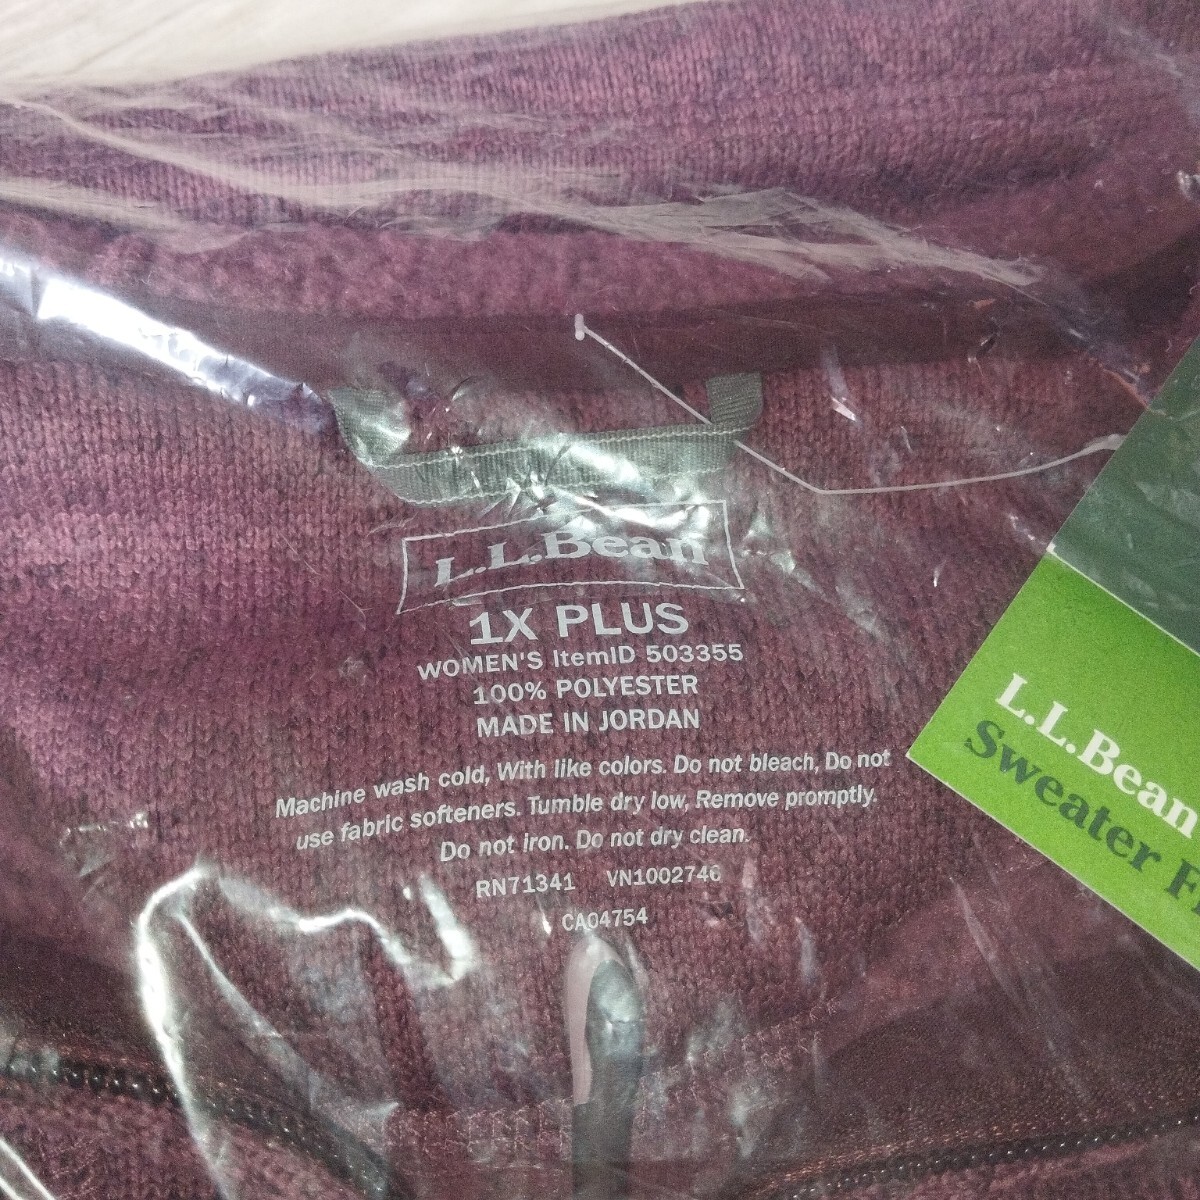 L.L.Bean
1X PLUS
WOMEN'S ItemID 503355
100% POLYESTER
MADE IN JORDAN
Machine wash cold, With like colors. Do not bleach, Do not
use fabric softeners. Tumble dry low, Remove promptly.
Do not iron. Do not dry clean.
RN71341 VN1002746
CA04754
L.L.Bean
Sweater